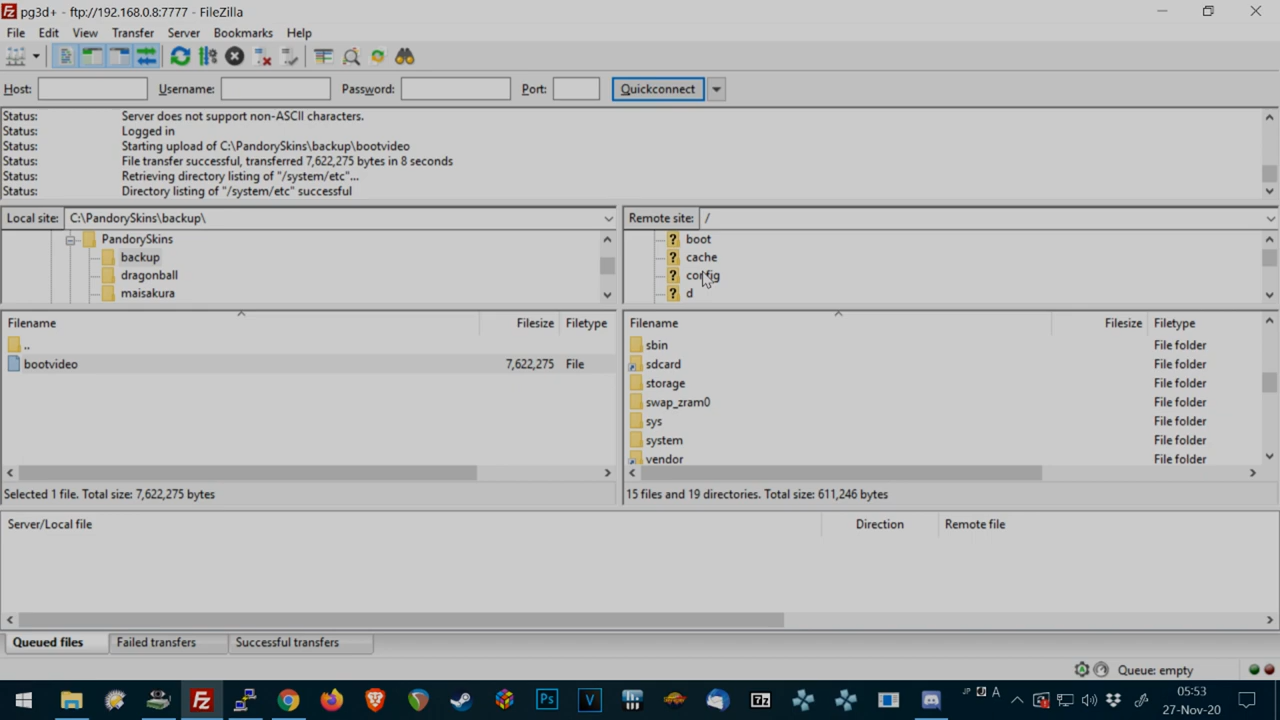 pg3d+ - ftp://192.168.0.8:7777 - FileZilla
File Edit View Transfer Server Bookmarks Help
Host: Username: Password: Port: Quickconnect
Status: Server does not support non-ASCII characters.
Status: Logged in
Status: Starting upload of C:\PandorySkins\backup\bootvideo
Status: File transfer successful, transferred 7,622,275 bytes in 8 seconds
Status: Retrieving directory listing of "/system/etc"...
Status: Directory listing of "/system/etc" successful
Local site: C:\PandorySkins\backup\
PandorySkins
backup
dragonball
maisakura
Remote site: /
boot
cache
config
d
Filename Filesize Filetype
..
bootvideo 7,622,275 File
Selected 1 file. Total size: 7,622,275 bytes
Filename Filesize Filetype
sbin File folder
sdcard File folder
storage File folder
swap_zram0 File folder
sys File folder
system File folder
vendor File folder
15 files and 19 directories. Total size: 611,246 bytes
Server/Local file Direction Remote file
Queued files Failed transfers Successful transfers
Queue: empty
Ps V 7z JP A 05:53
27-Nov-20